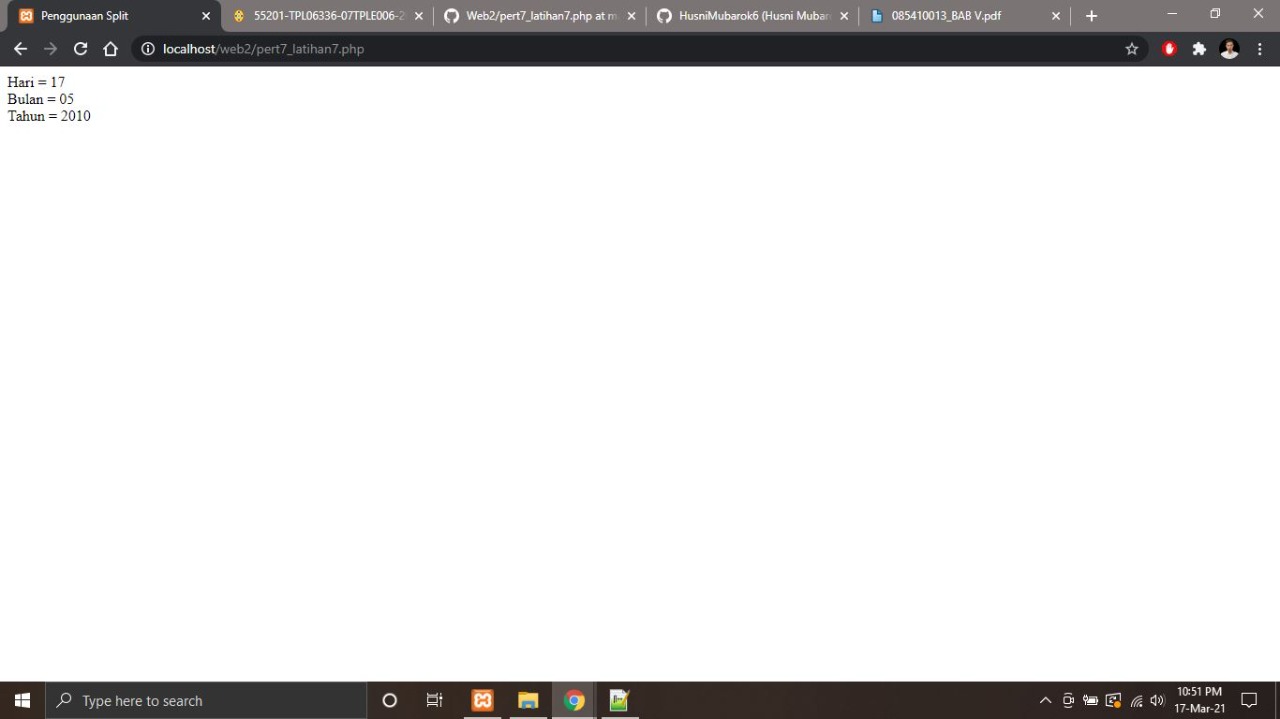 Penggunaan Split
55201-TPL06336-07TPLE006-2
Web2/pert7_latihan7.php at m
HusniMubarok6 (Husni Mubar
085410013_BAB V.pdf
localhost/web2/pert7_latihan7.php
Hari = 17
Bulan = 05
Tahun = 2010
Type here to search
10:51 PM
17-Mar-21